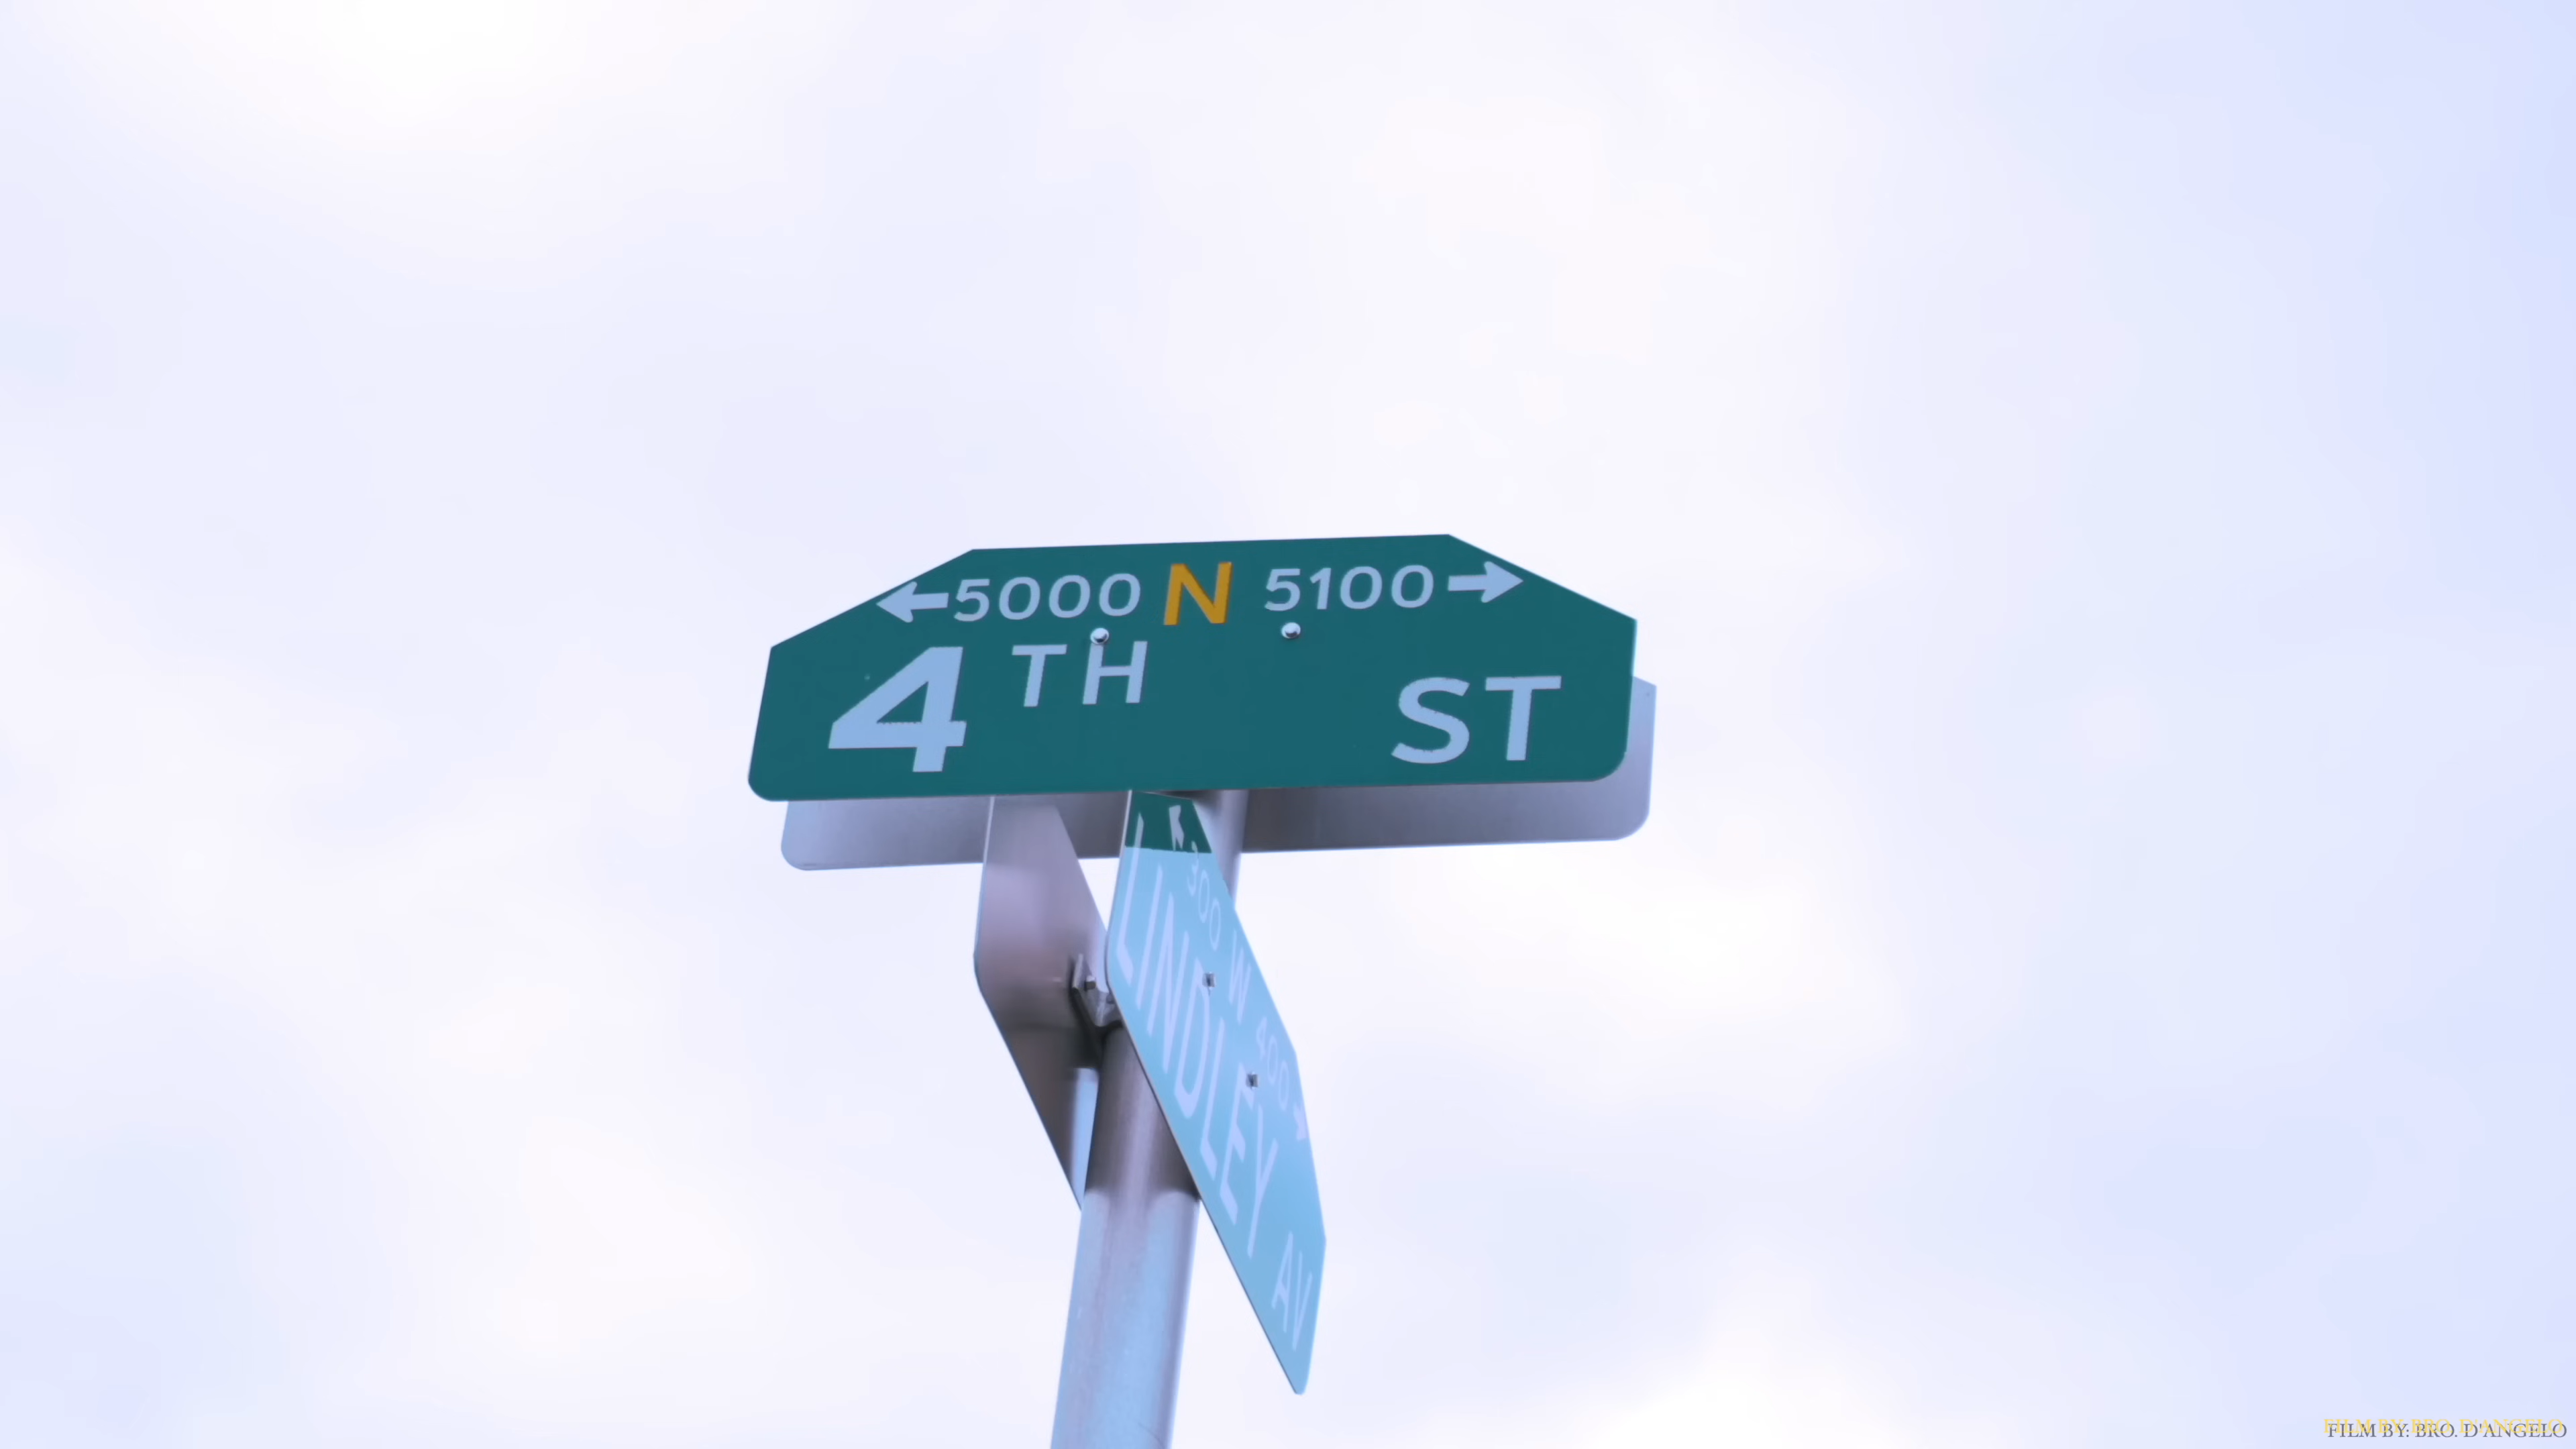 ← 5000 N 5100 →
4TH ST
300 W 400 →
LINDLEY AV
FILM BY: BRO. D'ANGELO